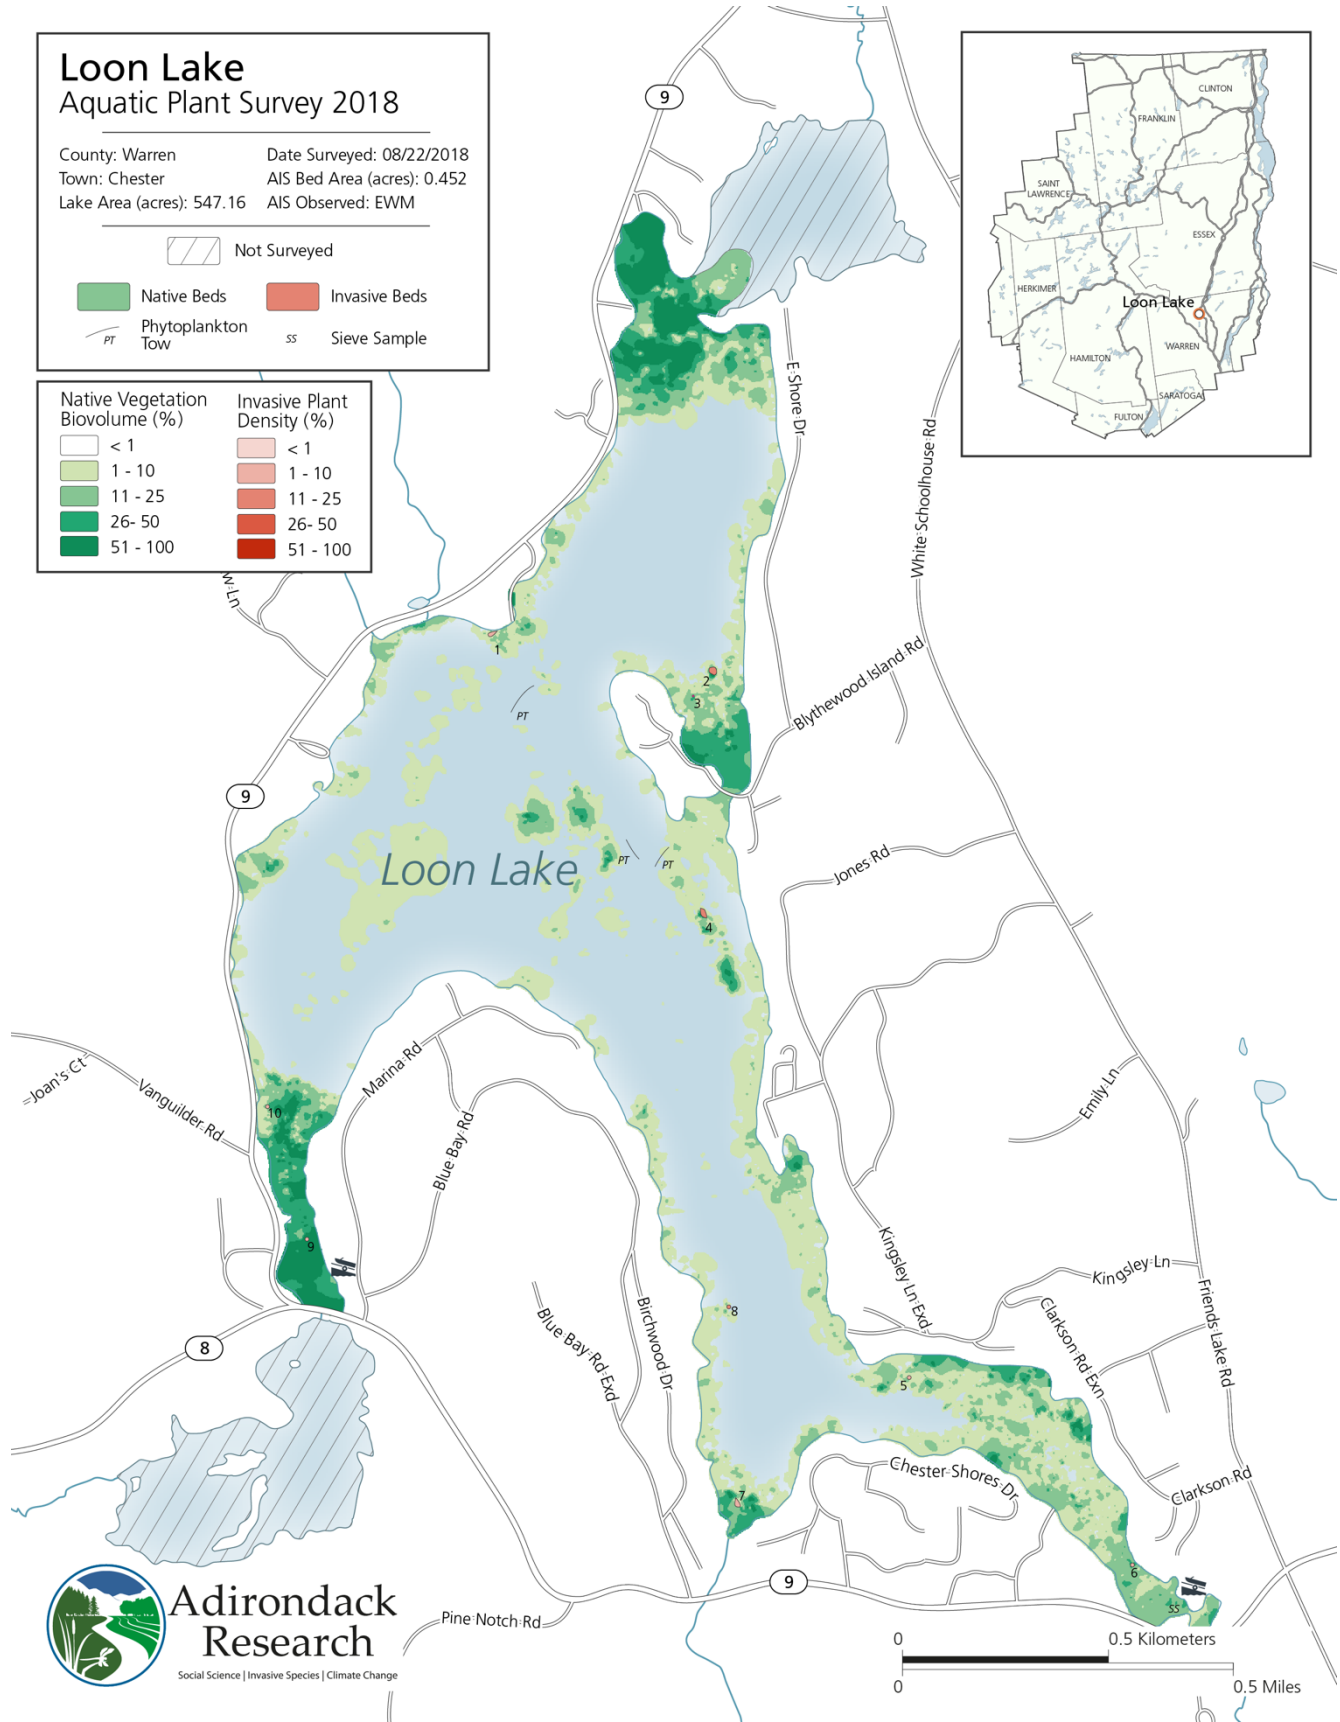 Loon Lake
Aquatic Plant Survey 2018
County: Warren
Date Surveyed: 08/22/2018
Town: Chester
AIS Bed Area (acres): 0.452
Lake Area (acres): 547.16
AIS Observed: EWM
Not Surveyed
Native Beds
Invasive Beds
PT
Phytoplankton
Tow
SS
Sieve Sample
Native Vegetation
Biovolume (%)
< 1
1 - 10
11 - 25
26- 50
51 - 100
Invasive Plant
Density (%)
< 1
1 - 10
11 - 25
26- 50
51 - 100
CLINTON
FRANKLIN
SAINT
LAWRENCE
ESSEX
HERKIMER
Loon Lake
WARREN
HAMILTON
SARATOGA
FULTON
9
E Shore Dr
White Schoolhouse Rd
W Ln
1
2
3
PT
Blythewood Island Rd
9
Loon Lake
PT
PT
Jones Rd
4
Joan's Ct
Vanguilder Rd
Marina Rd
Blue Bay Rd
Emily Ln
10
9
8
Kingsley Ln Exd
Kingsley Ln
Friends Lake Rd
Clarkson Rd Exn
8
Blue Bay Rd Exd
Birchwood Dr
5
Chester Shores Dr
Clarkson Rd
7
6
SS
9
Pine Notch Rd
Adirondack
Research
Social Science | Invasive Species | Climate Change
0
0.5 Kilometers
0
0.5 Miles